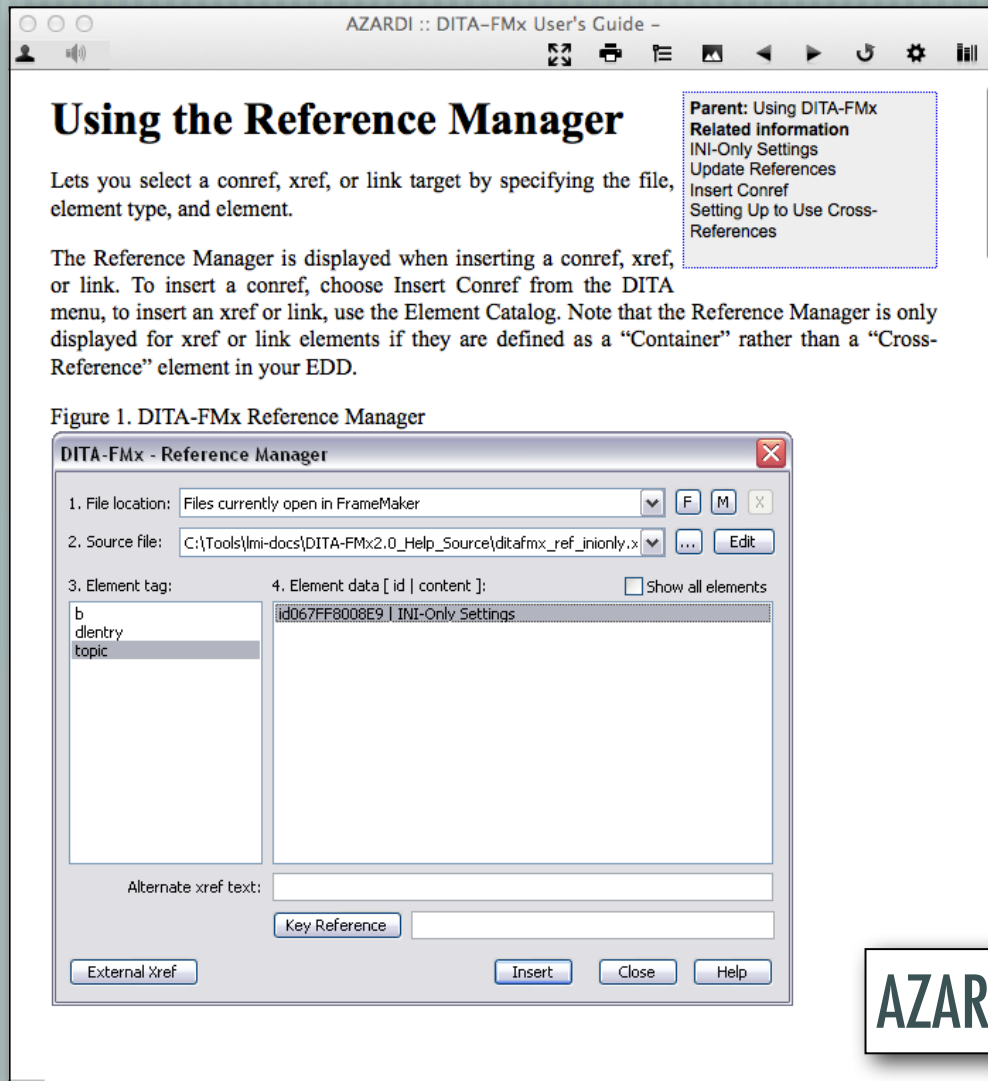 AZARDI :: DITA-FMx User's Guide –
Using the Reference Manager
Parent: Using DITA-FMx
Related information
INI-Only Settings
Update References
Insert Conref
Setting Up to Use Cross-
References
Lets you select a conref, xref, or link target by specifying the file,
element type, and element.
The Reference Manager is displayed when inserting a conref, xref,
or link. To insert a conref, choose Insert Conref from the DITA
menu, to insert an xref or link, use the Element Catalog. Note that the Reference Manager is only
displayed for xref or link elements if they are defined as a “Container” rather than a “Cross-
Reference” element in your EDD.
Figure 1. DITA-FMx Reference Manager
DITA-FMx - Reference Manager
1. File location: Files currently open in FrameMaker F M X
2. Source file: C:\Tools\lmi-docs\DITA-FMx2.0_Help_Source\ditafmx_ref_inionly.x ... Edit
3. Element tag: 4. Element data [ id | content ]: Show all elements
b
dlentry
topic
id067FF8008E9 | INI-Only Settings
Alternate xref text:
Key Reference
External Xref Insert Close Help
AZAR